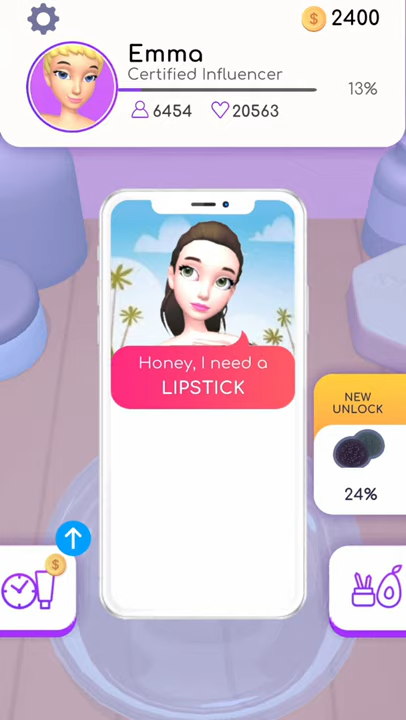 2400
Emma
Certified Influencer
13%
6454 20563
Honey, I need a
LIPSTICK
NEW
UNLOCK
24%
$